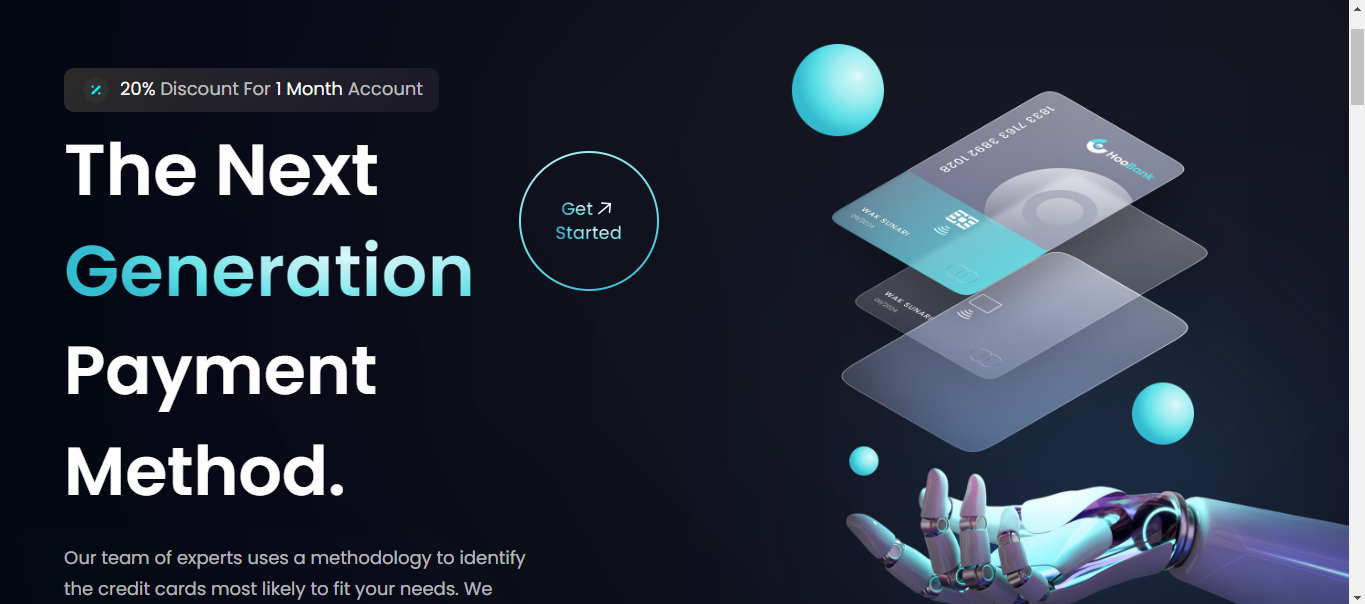 20% Discount For 1 Month Account
The Next
Generation
Payment
Method.
Get
Started
Our team of experts uses a methodology to identify
the credit cards most likely to fit your needs. We
1833 7163 3892 1028
HooBank
WAK SUNARI
06/2024
WAK SUNARI
06/2024